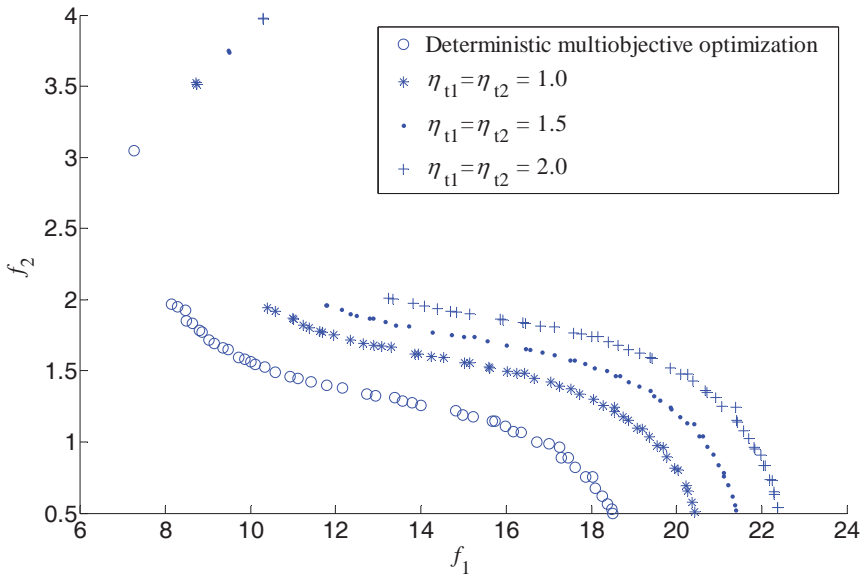 4
3.5
3
2.5
2
1.5
1
0.5
f2
Deterministic multiobjective optimization
ηt1=ηt2 = 1.0
ηt1=ηt2 = 1.5
ηt1=ηt2 = 2.0
6 8 10 12 14 16 18 20 22 24
f1